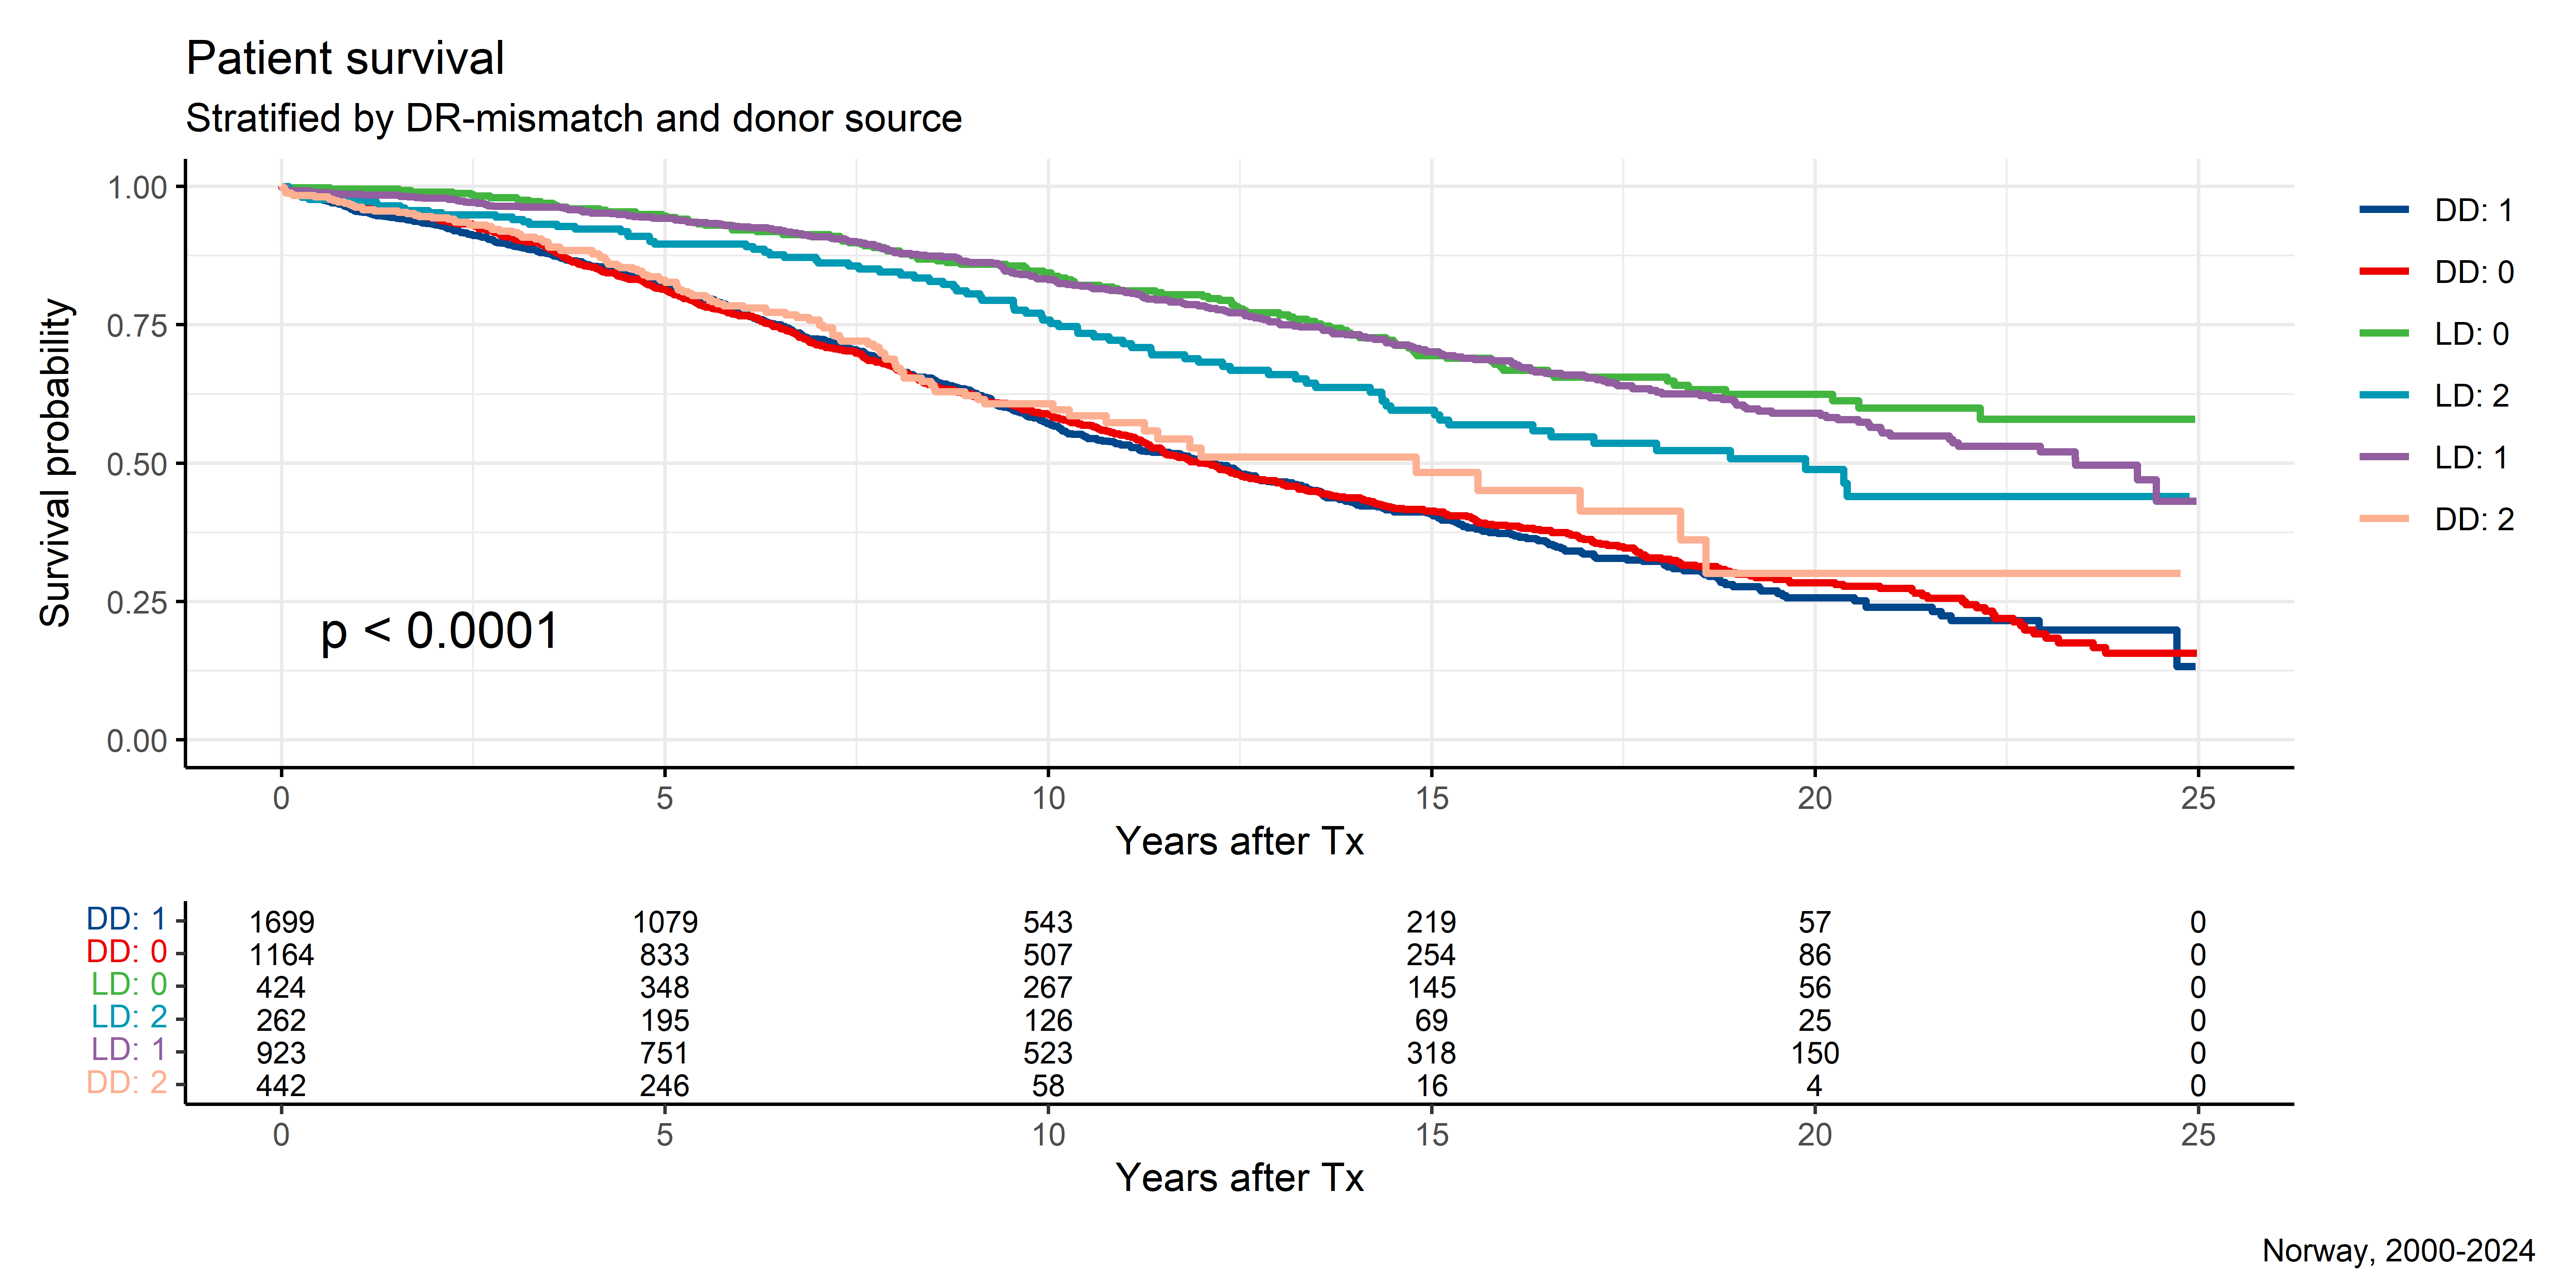 Patient survival
Stratified by DR-mismatch and donor source
Survival probability
1.00
0.75
0.50
0.25
0.00
p < 0.0001
0 5 10 15 20 25
Years after Tx
DD: 1
DD: 0
LD: 0
LD: 2
LD: 1
DD: 2
DD: 1 1699 1079 543 219 57 0
DD: 0 1164 833 507 254 86 0
LD: 0 424 348 267 145 56 0
LD: 2 262 195 126 69 25 0
LD: 1 923 751 523 318 150 0
DD: 2 442 246 58 16 4 0
0 5 10 15 20 25
Years after Tx
Norway, 2000-2024